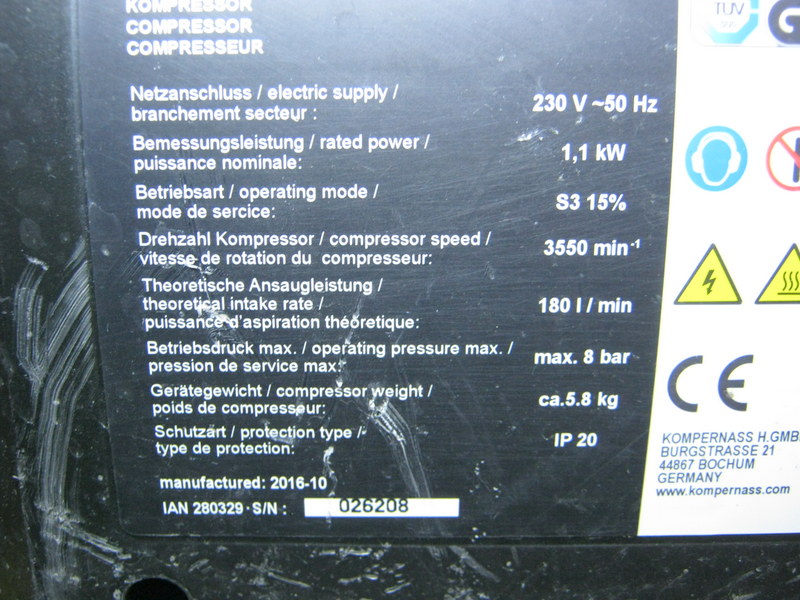 KOMPRESSOR
COMPRESSOR
COMPRESSEUR
Netzanschluss / electric supply /
branchement secteur : 230 V ~50 Hz
Bemessungsleistung / rated power /
puissance nominale: 1,1 kW
Betriebsart / operating mode /
mode de sercice: S3 15%
Drehzahl Kompressor / compressor speed /
vitesse de rotation du compresseur: 3550 min-1
Theoretische Ansaugleistung /
theoretical intake rate / 180 l / min
puissance d'aspiration théoretique:
Betriebsdruck max. / operating pressure max. /
pression de service max: max. 8 bar
Gerätegewicht / compressor weight /
poids de compresseur: ca.5.8 kg
Schutzart / protection type /
type de protection: IP 20
manufactured: 2016-10
IAN 280329·S/N : 026208
TÜV
CE
KOMPERNASS H.GMB
BURGSTRASSE 21
44867 BOCHUM
GERMANY
www.kompernass.com